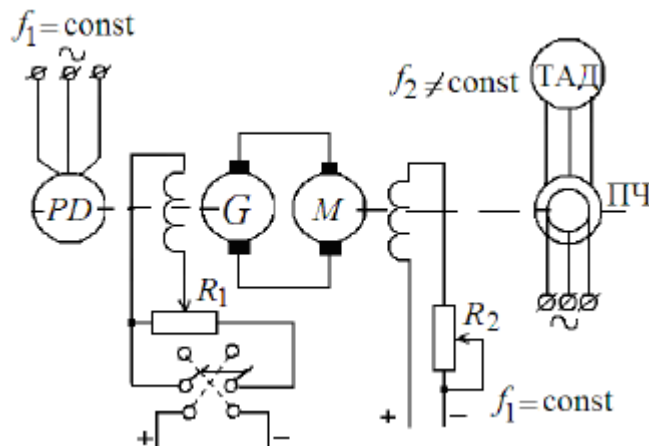 f₁ = const
~
ТАД
f₂ ≠ const
PD
G
M
ПЧ
R₁
~
R₂
+
−
+
−
f₁ = const